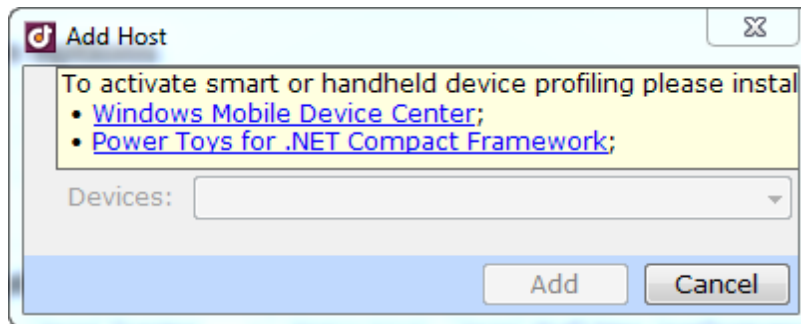 Add Host
To activate smart or handheld device profiling please instal
• Windows Mobile Device Center;
• Power Toys for .NET Compact Framework;
Devices:
Add Cancel